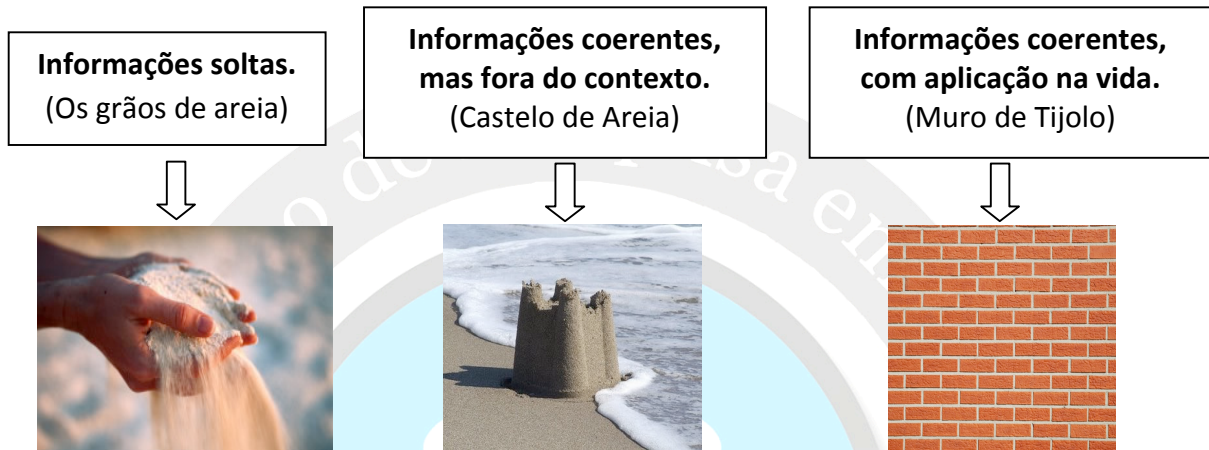 Informações soltas.
(Os grãos de areia)
Informações coerentes,
mas fora do contexto.
(Castelo de Areia)
Informações coerentes,
com aplicação na vida.
(Muro de Tijolo)